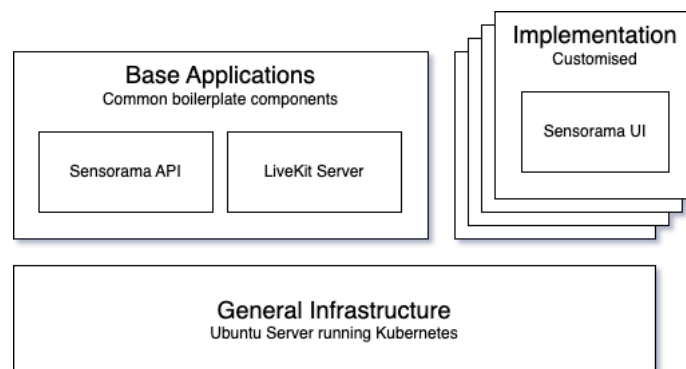 Base Applications
Common boilerplate components
Sensorama API
LiveKit Server
Implementation
Customised
Sensorama UI
General Infrastructure
Ubuntu Server running Kubernetes